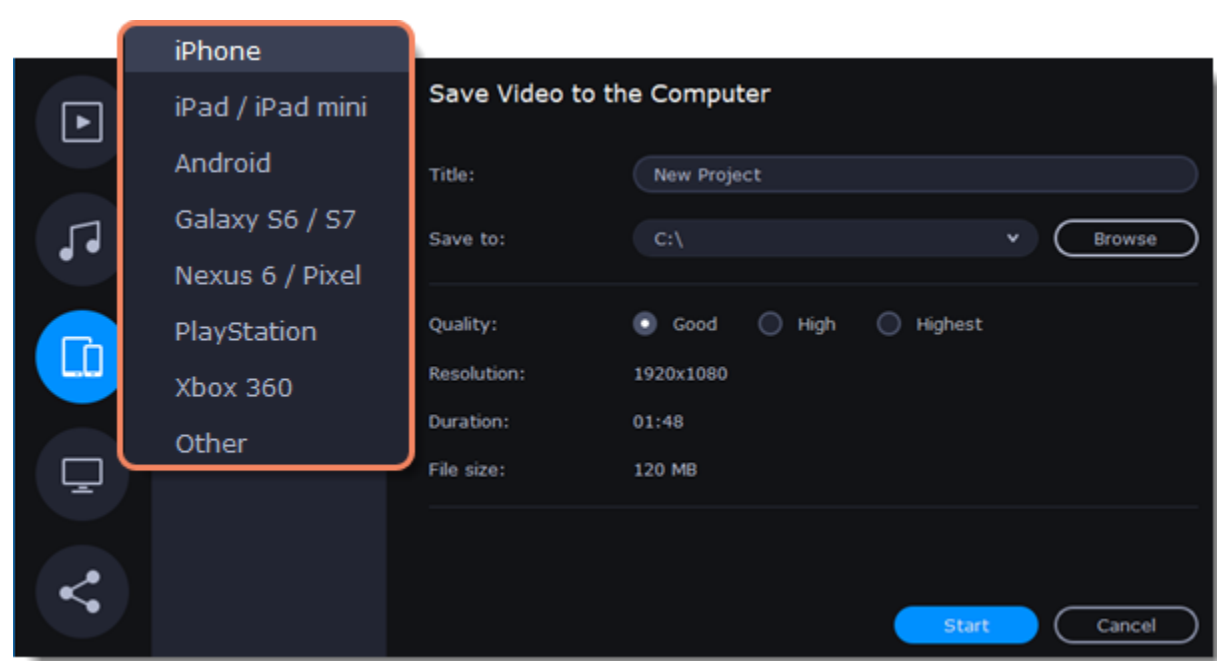 iPhone
iPad / iPad mini
Android
Galaxy S6 / S7
Nexus 6 / Pixel
PlayStation
Xbox 360
Other
Save Video to the Computer
Title: New Project
Save to: C:\ Browse
Quality: Good High Highest
Resolution: 1920x1080
Duration: 01:48
File size: 120 MB
Start Cancel